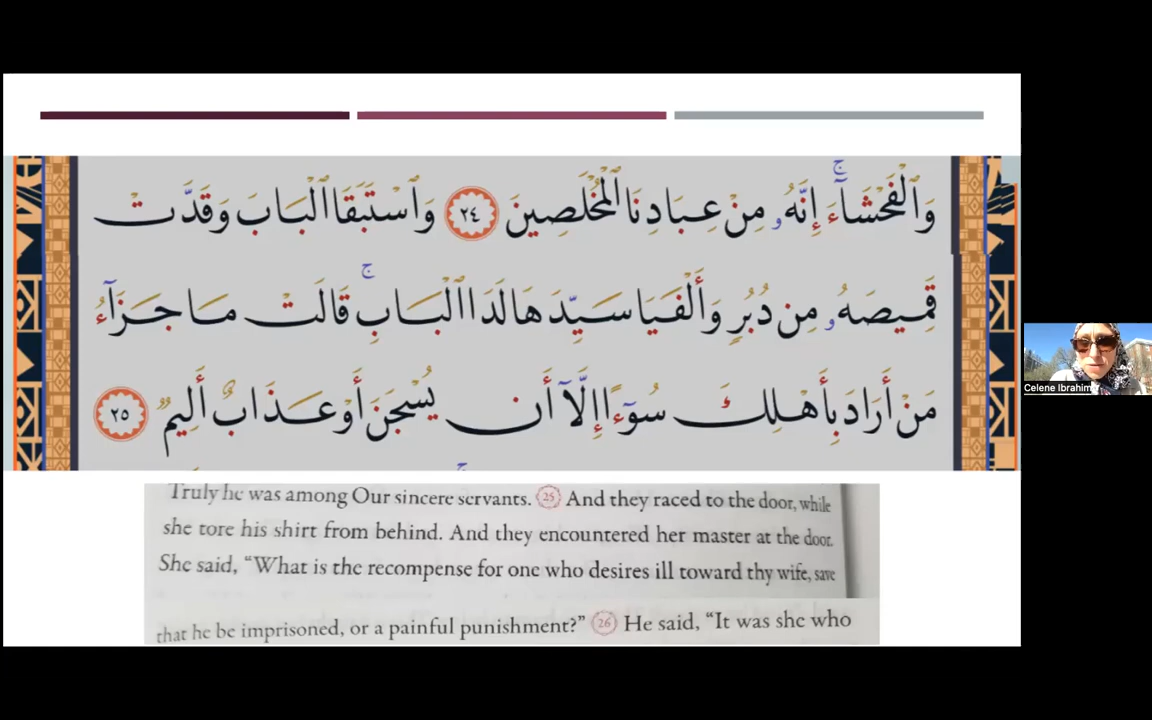 وَٱلْفَحْشَآءَ ۚ إِنَّهُۥ مِنْ عِبَادِنَا ٱلْمُخْلَصِينَ ٢٤ وَٱسْتَبَقَا ٱلْبَابَ وَقَدَّتْ
قَمِيصَهُۥ مِن دُبُرٍ وَأَلْفَيَا سَيِّدَهَا لَدَا ٱلْبَابِ ۚ قَالَتْ مَا جَزَآءُ
مَنْ أَرَادَ بِأَهْلِكَ سُوٓءًا إِلَّآ أَن يُسْجَنَ أَوْ عَذَابٌ أَلِيمٌ ٢٥
Truly he was among Our sincere servants. 25 And they raced to the door, while
she tore his shirt from behind. And they encountered her master at the door.
She said, “What is the recompense for one who desires ill toward thy wife, save
that he be imprisoned, or a painful punishment?” 26 He said, “It was she who
Celene Ibrahim